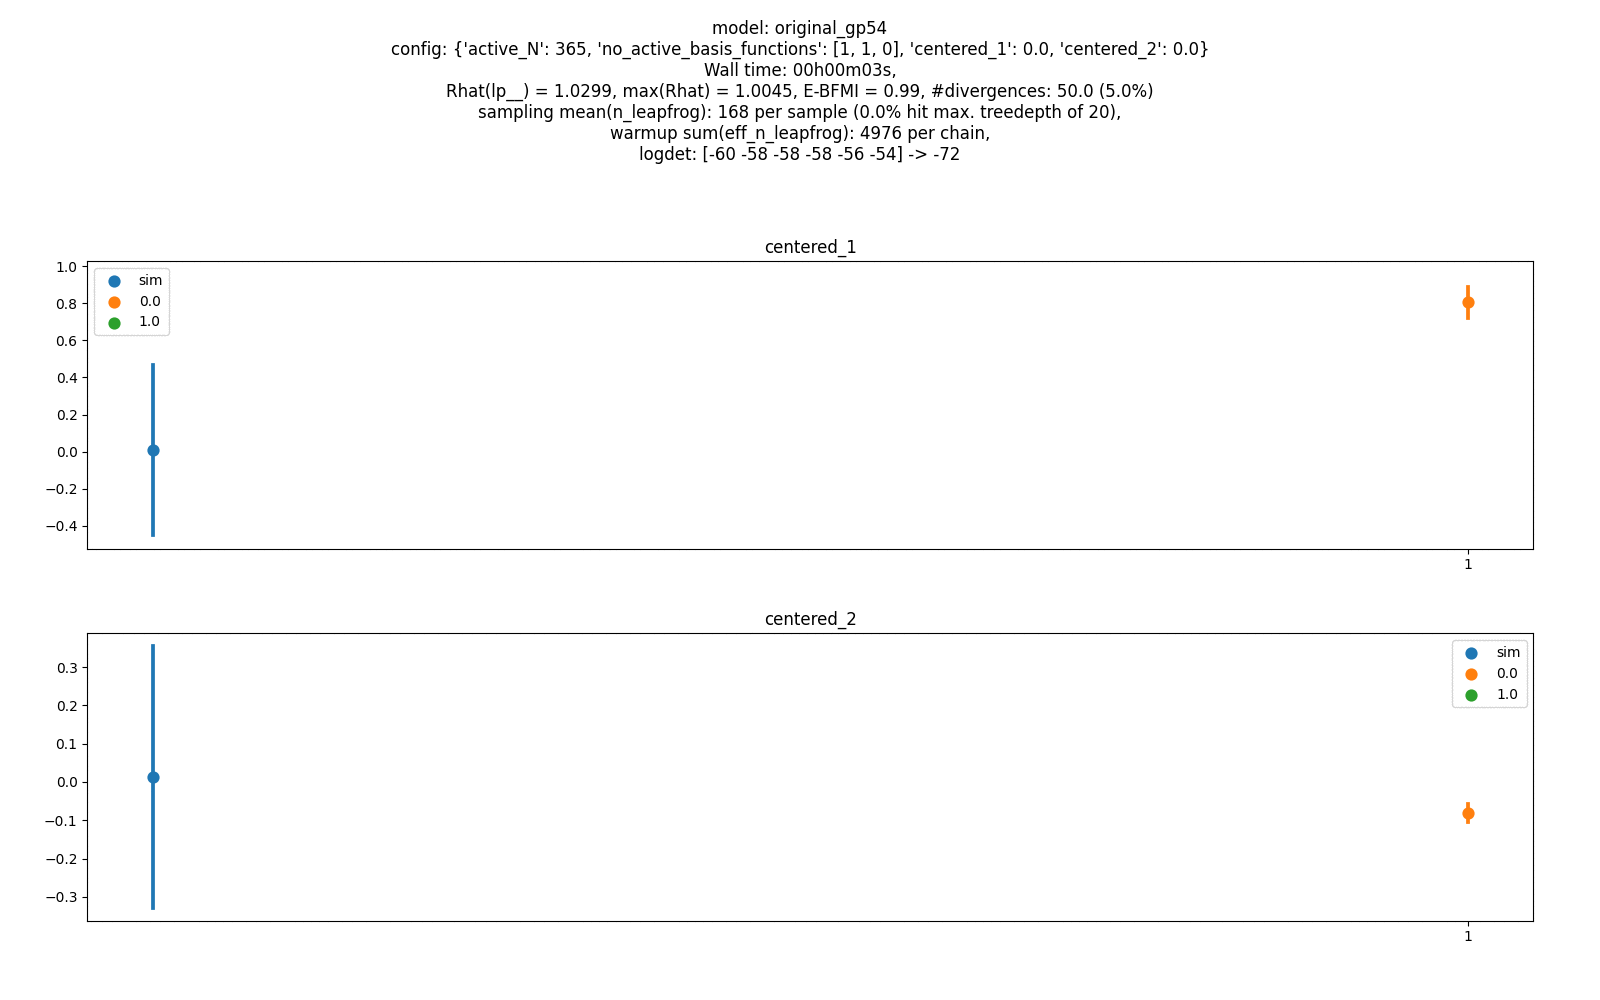 model: original_gp54
config: {'active_N': 365, 'no_active_basis_functions': [1, 1, 0], 'centered_1': 0.0, 'centered_2': 0.0}
Wall time: 00h00m03s,
Rhat(lp__) = 1.0299, max(Rhat) = 1.0045, E-BFMI = 0.99, #divergences: 50.0 (5.0%)
sampling mean(n_leapfrog): 168 per sample (0.0% hit max. treedepth of 20),
warmup sum(eff_n_leapfrog): 4976 per chain,
logdet: [-60 -58 -58 -58 -56 -54] -> -72
centered_1
1.0
0.8
0.6
0.4
0.2
0.0
−0.2
−0.4
sim
0.0
1.0
1
centered_2
0.3
0.2
0.1
0.0
−0.1
−0.2
−0.3
sim
0.0
1.0
1